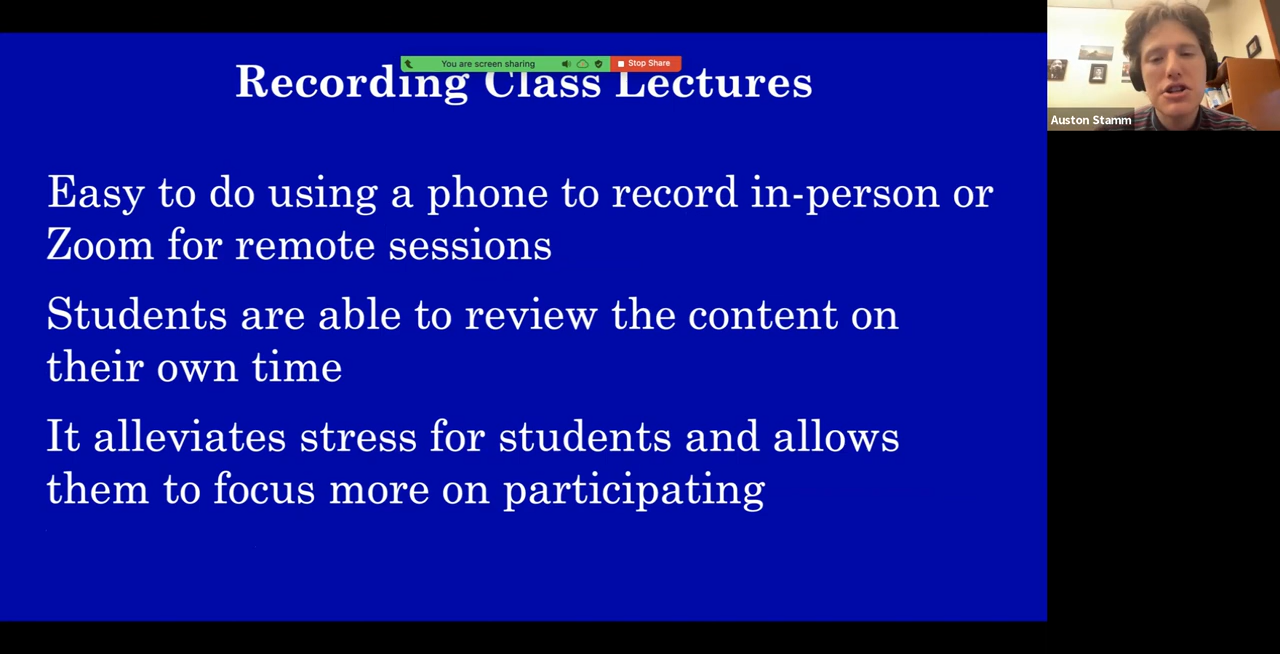 You are screen sharing
Stop Share
Recording Class Lectures
Easy to do using a phone to record in-person or
Zoom for remote sessions
Students are able to review the content on
their own time
It alleviates stress for students and allows
them to focus more on participating
Auston Stamm